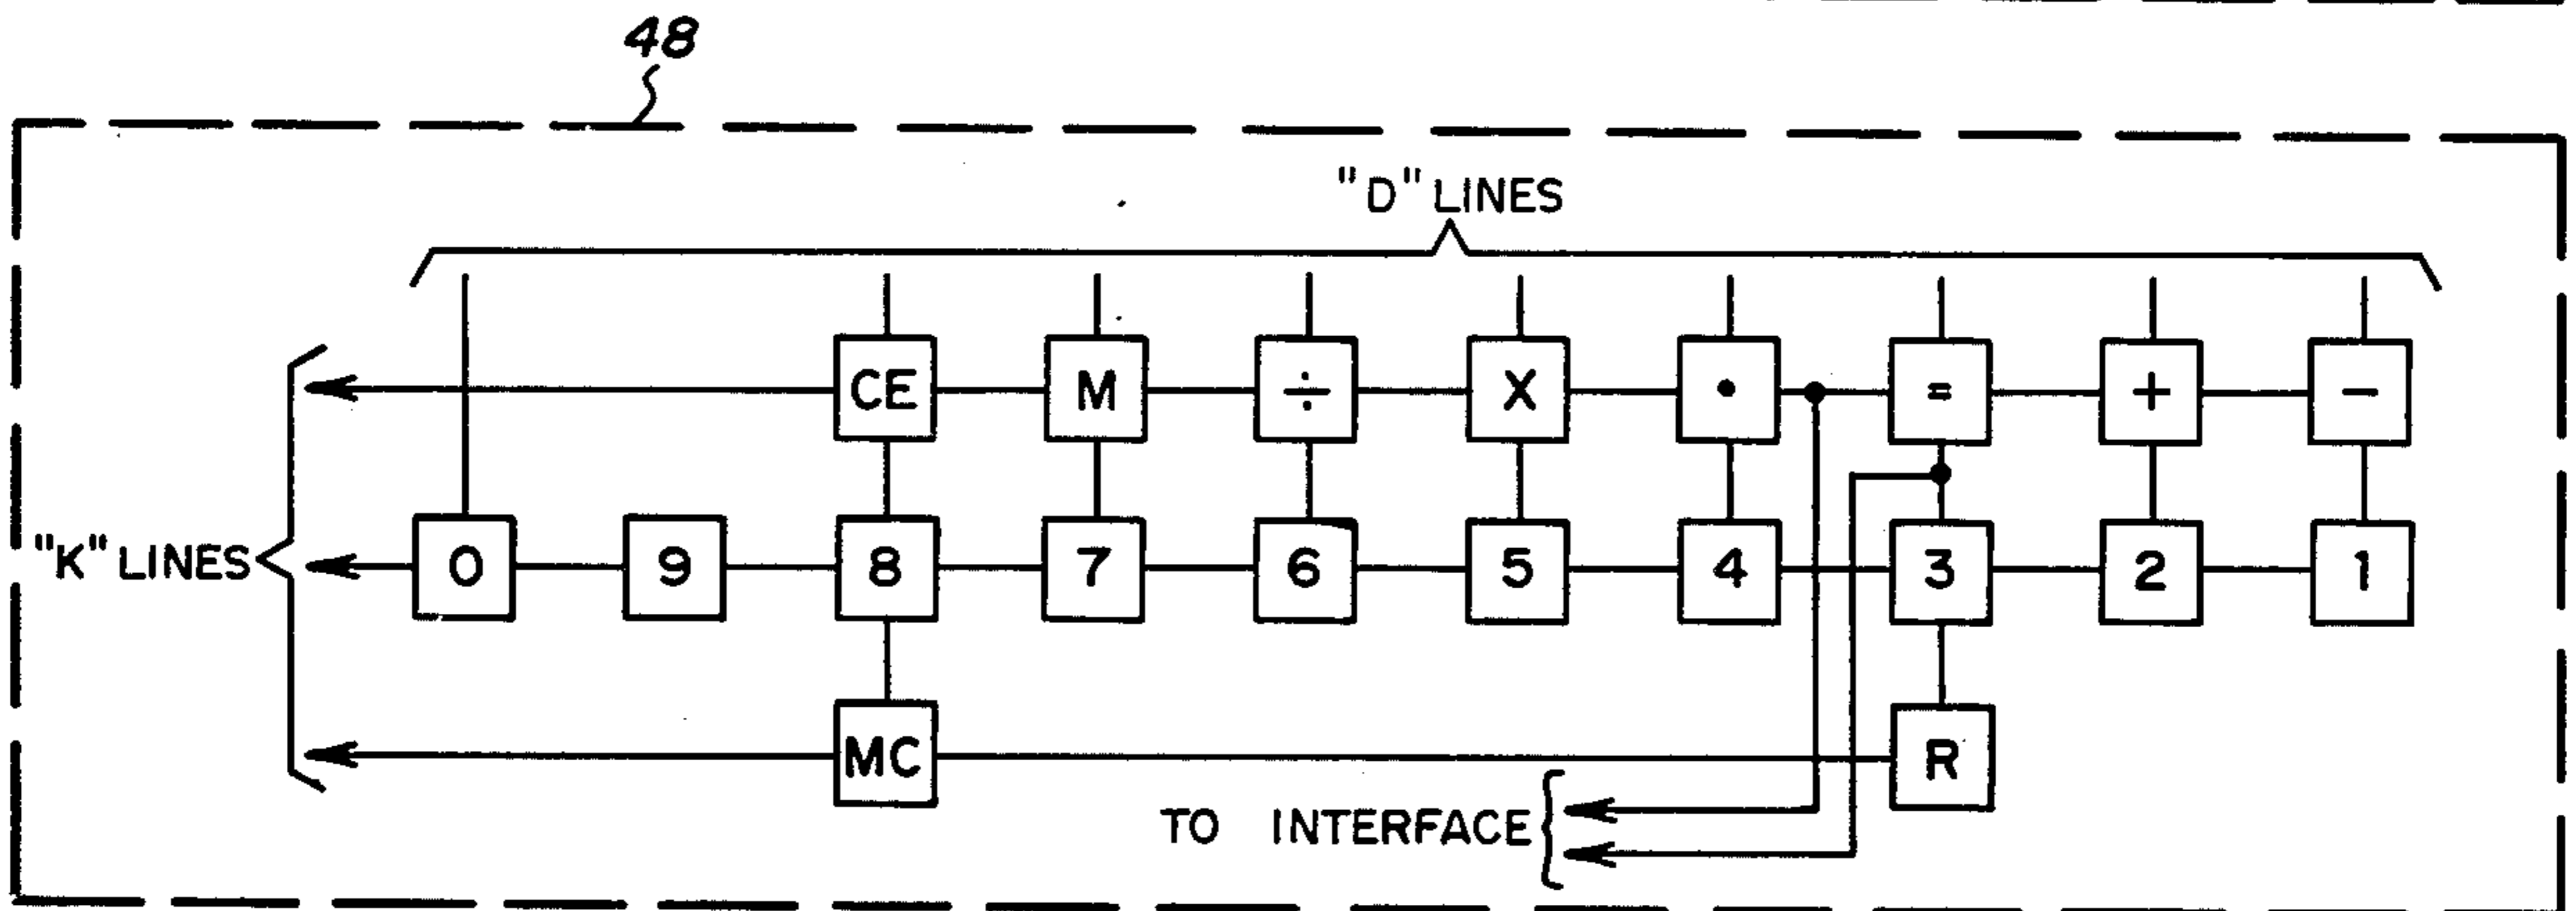 48
"D" LINES
CE M ÷ X • = + −
"K" LINES
0 9 8 7 6 5 4 3 2 1
MC R
TO INTERFACE